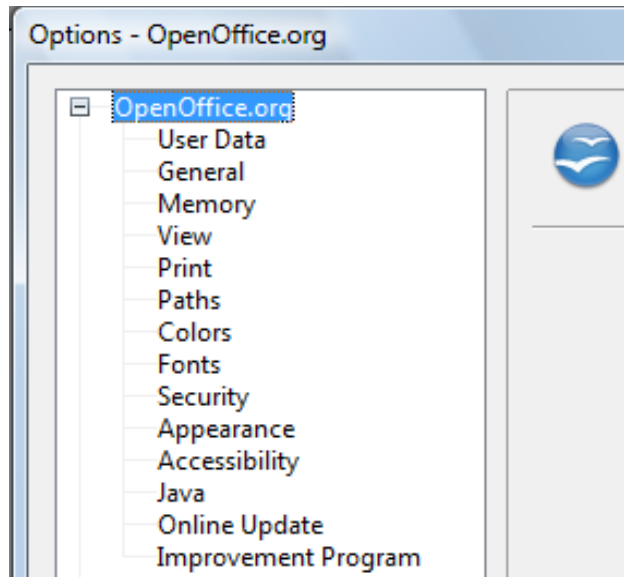 Options - OpenOffice.org
OpenOffice.org
User Data
General
Memory
View
Print
Paths
Colors
Fonts
Security
Appearance
Accessibility
Java
Online Update
Improvement Program